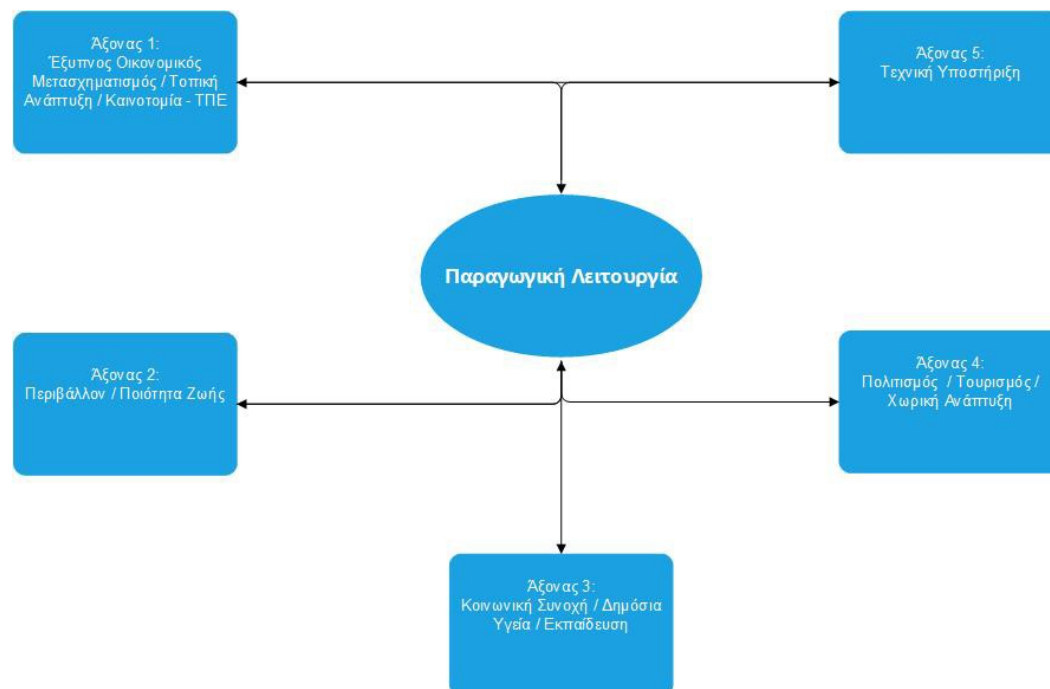 Άξονας 1:
Έξυπνος Οικονομικός
Μετασχηματισμός / Τοπική
Ανάπτυξη / Καινοτομία - ΤΠΕ
Άξονας 5:
Τεχνική Υποστήριξη
Παραγωγική Λειτουργία
Άξονας 2:
Περιβάλλον / Ποιότητα Ζωής
Άξονας 4:
Πολιτισμός / Τουρισμός /
Χωρική Ανάπτυξη
Άξονας 3:
Κοινωνική Συνοχή / Δημόσια
Υγεία / Εκπαίδευση